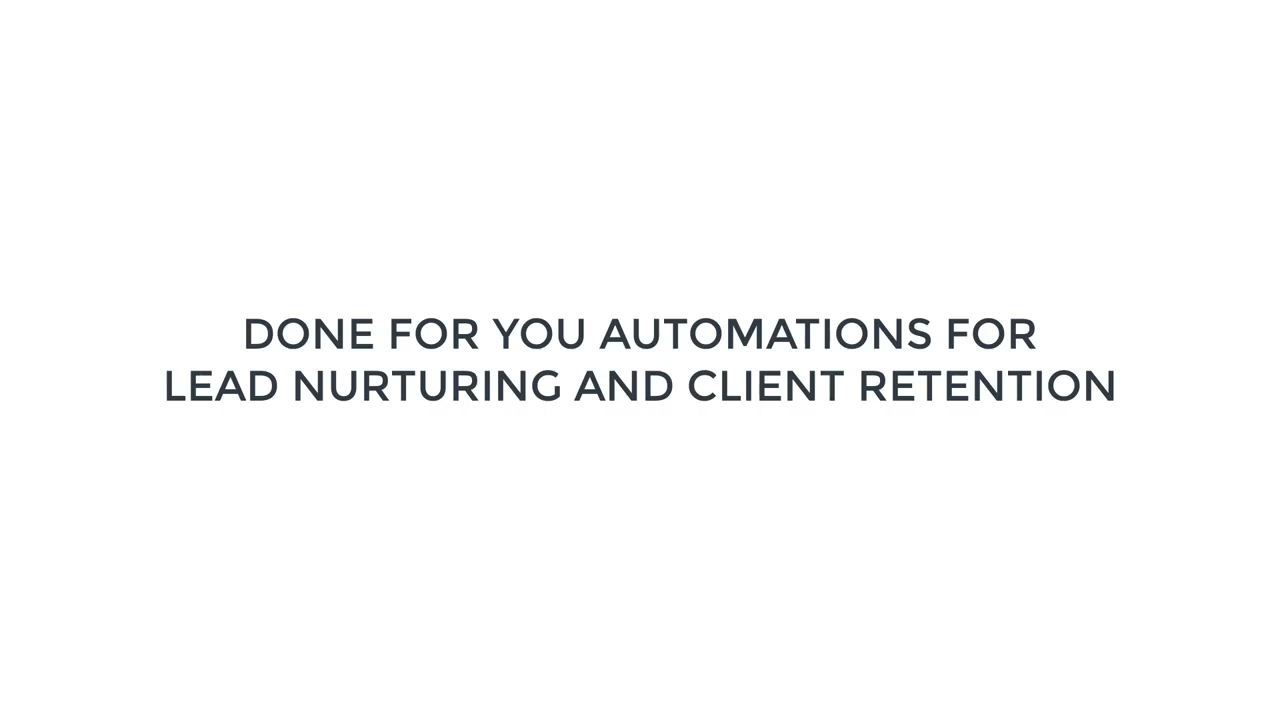 DONE FOR YOU AUTOMATIONS FOR
LEAD NURTURING AND CLIENT RETENTION